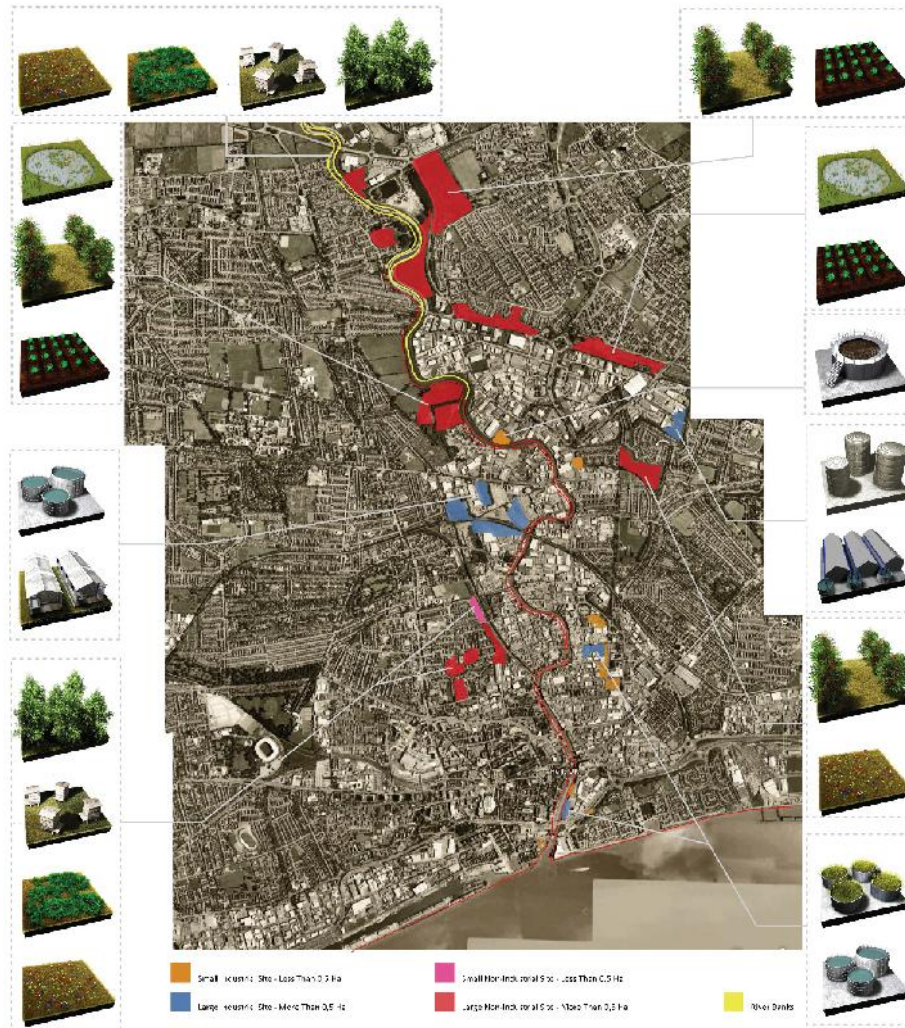 Small Industrial Site - Less Than 0,5 Ha
Small Non-Industrial Site - Less Than 0,5 Ha
Large Industrial Site - More Than 0,5 Ha
Large Non-Industrial Site - More Than 0,5 Ha
River Banks